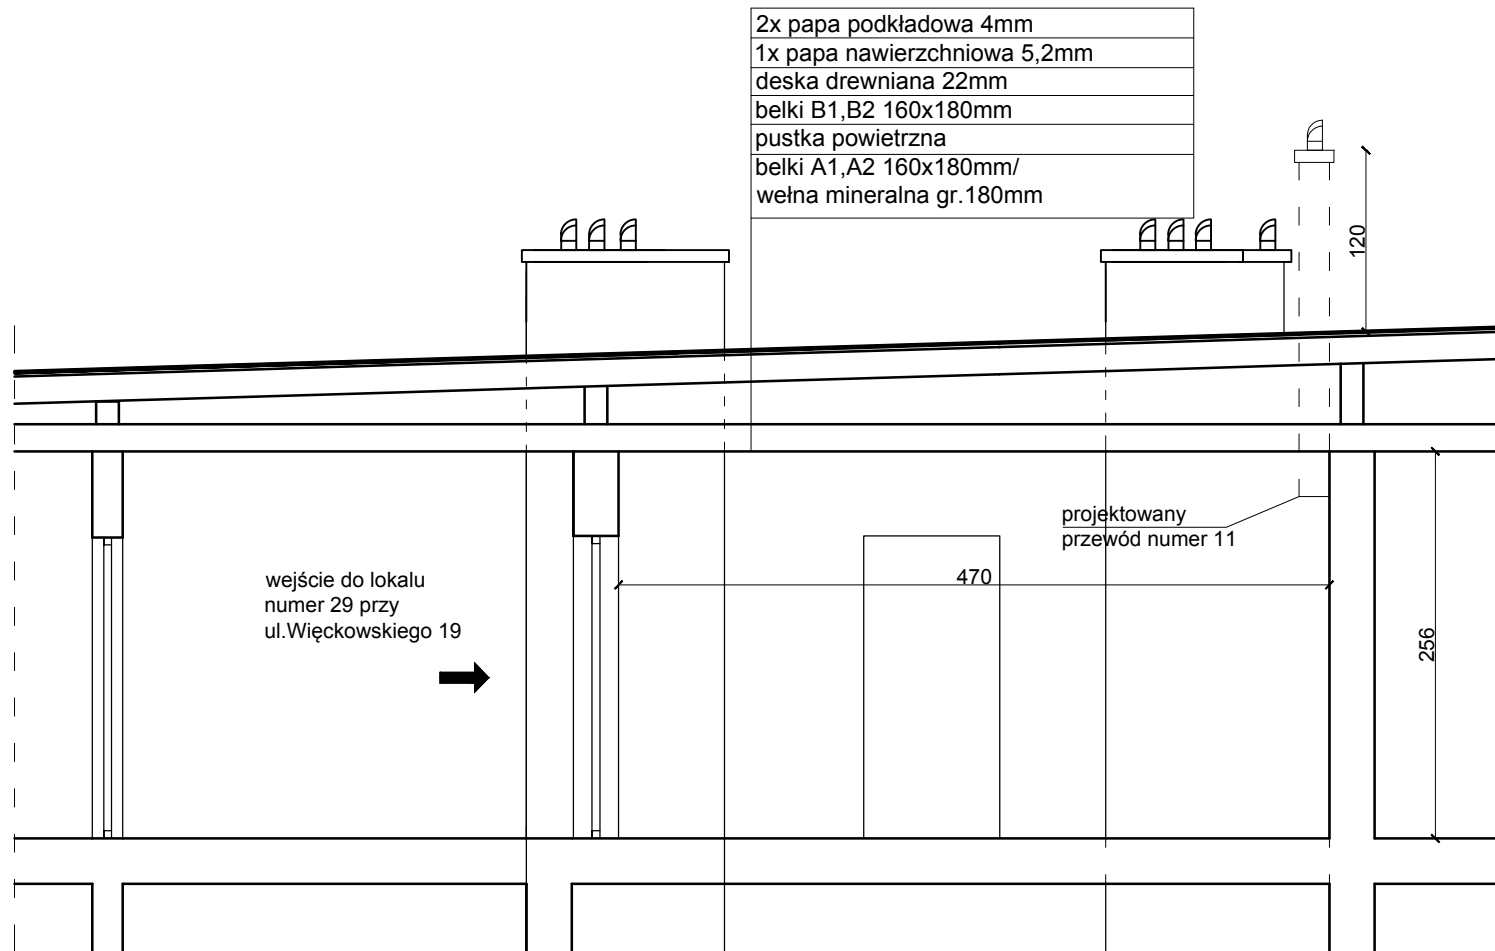 2x papa podkładowa 4mm
1x papa nawierzchniowa 5,2mm
deska drewniana 22mm
belki B1,B2 160x180mm
pustka powietrzna
belki A1,A2 160x180mm/
wełna mineralna gr.180mm
120
projektowany
przewód numer 11
470
wejście do lokalu
numer 29 przy
ul.Więckowskiego 19
256